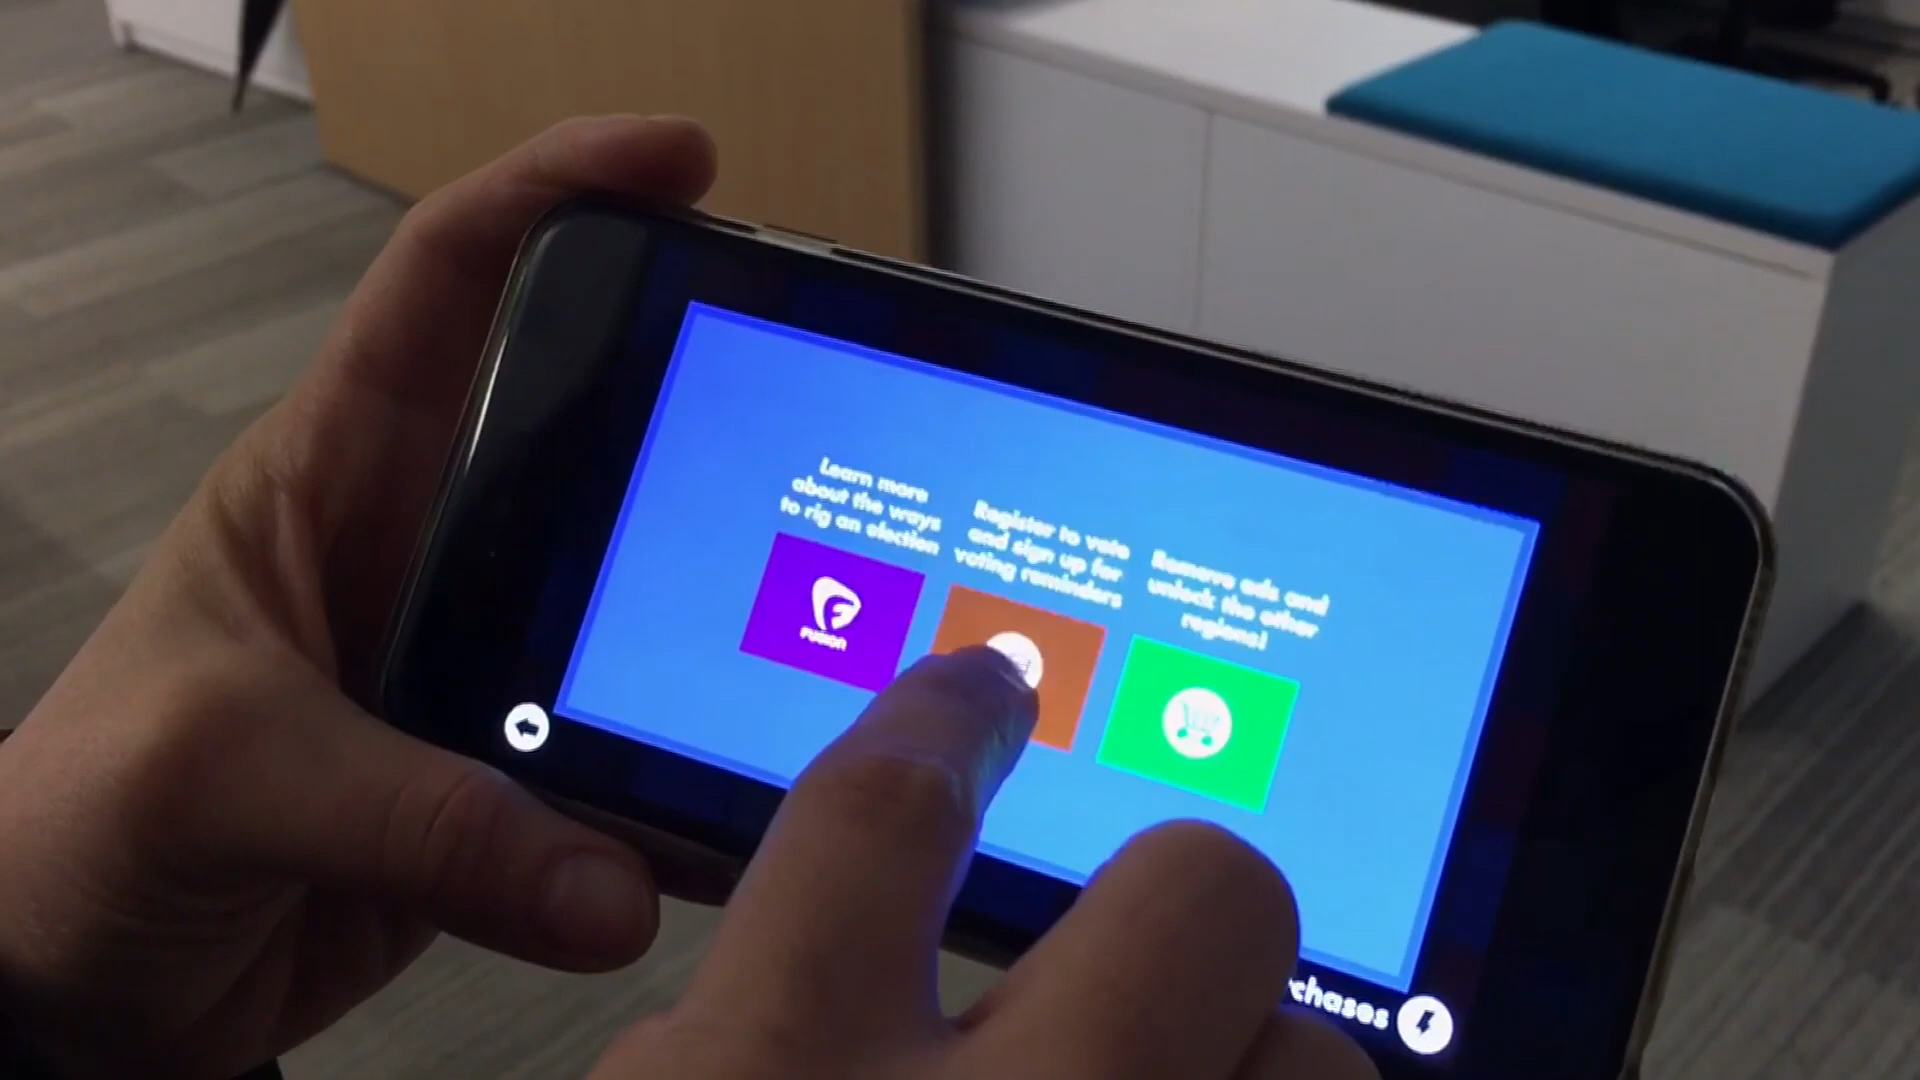 Learn more
about the ways
to rig an election
Register to vote
and sign up for
voting reminders
Remove ads and
unlock the other
regions!
FUSION
chases